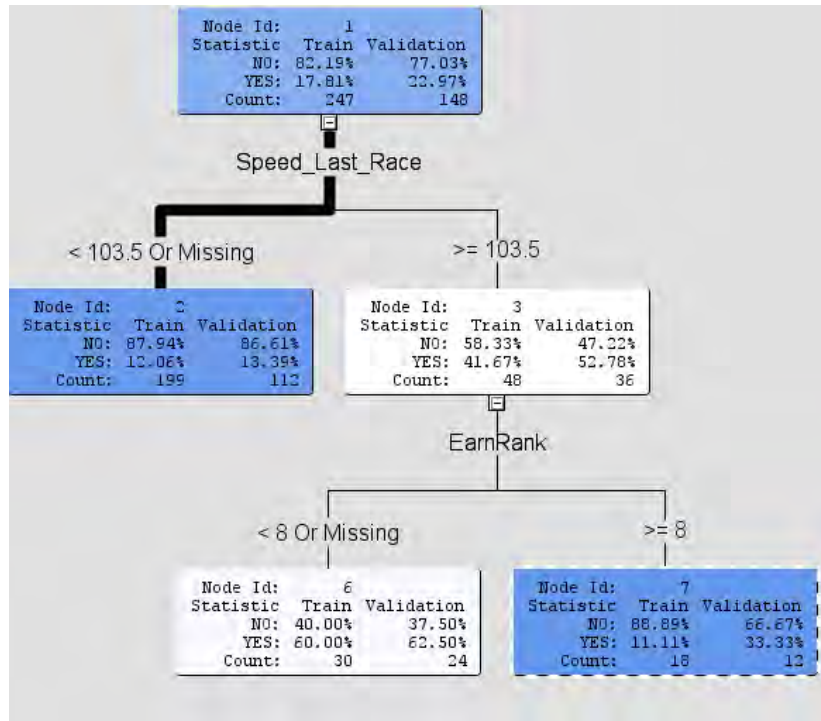 Node Id: 1
Statistic Train Validation
NO: 82.19% 77.03%
YES: 17.81% 22.97%
Count: 247 148
Speed_Last_Race
< 103.5 Or Missing
>= 103.5
Node Id: 2
Statistic Train Validation
NO: 87.94% 86.61%
YES: 12.06% 13.39%
Count: 199 112
Node Id: 3
Statistic Train Validation
NO: 58.33% 47.22%
YES: 41.67% 52.78%
Count: 48 36
EarnRank
< 8 Or Missing
>= 8
Node Id: 6
Statistic Train Validation
NO: 40.00% 37.50%
YES: 60.00% 62.50%
Count: 30 24
Node Id: 7
Statistic Train Validation
NO: 88.89% 66.67%
YES: 11.11% 33.33%
Count: 18 12